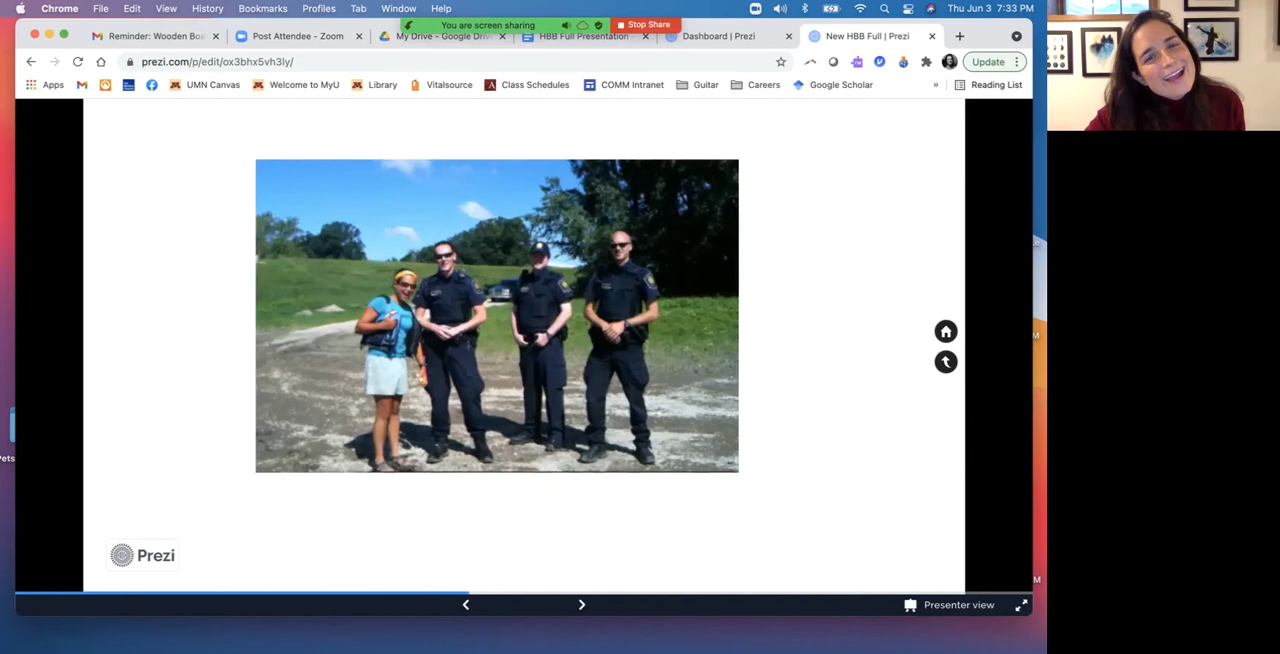 Chrome File Edit View History Bookmarks Profiles Tab Window Help Thu Jun 3 7:33 PM
You are screen sharing Stop Share
Reminder: Wooden Boa Post Attendee - Zoom My Drive - Google Drive HBB Full Presentation - Dashboard | Prezi New HBB Full | Prezi
prezi.com/p/edit/ox3bhx5vh3ly/ Update
Apps UMN Canvas Welcome to MyU Library Vitalsource Class Schedules COMM Intranet Guitar Careers Google Scholar » Reading List
Pets
M
M
Prezi
Presenter view